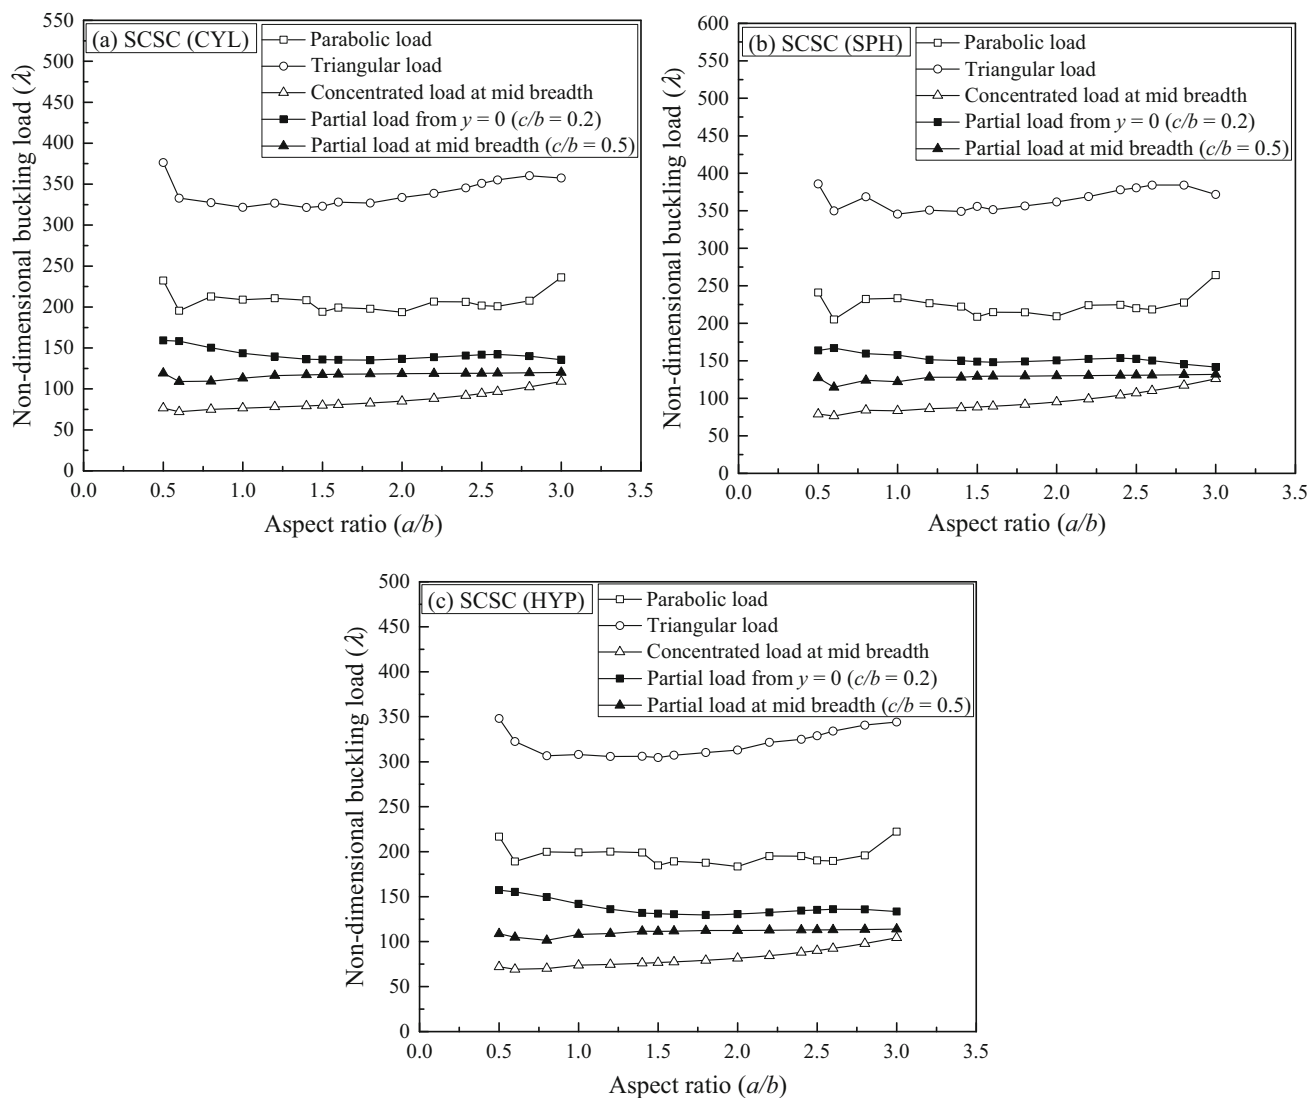 (a) SCSC (CYL)
Parabolic load
Triangular load
Concentrated load at mid breadth
Partial load from y = 0 (c/b = 0.2)
Partial load at mid breadth (c/b = 0.5)
Non-dimensional buckling load (λ)
550
500
450
400
350
300
250
200
150
100
50
0
0.0 0.5 1.0 1.5 2.0 2.5 3.0 3.5
Aspect ratio (a/b)
(b) SCSC (SPH)
Parabolic load
Triangular load
Concentrated load at mid breadth
Partial load from y = 0 (c/b = 0.2)
Partial load at mid breadth (c/b = 0.5)
Non-dimensional buckling load (λ)
600
550
500
450
400
350
300
250
200
150
100
50
0
0.0 0.5 1.0 1.5 2.0 2.5 3.0 3.5
Aspect ratio (a/b)
(c) SCSC (HYP)
Parabolic load
Triangular load
Concentrated load at mid breadth
Partial load from y = 0 (c/b = 0.2)
Partial load at mid breadth (c/b = 0.5)
Non-dimensional buckling load (λ)
500
450
400
350
300
250
200
150
100
50
0
0.0 0.5 1.0 1.5 2.0 2.5 3.0 3.5
Aspect ratio (a/b)